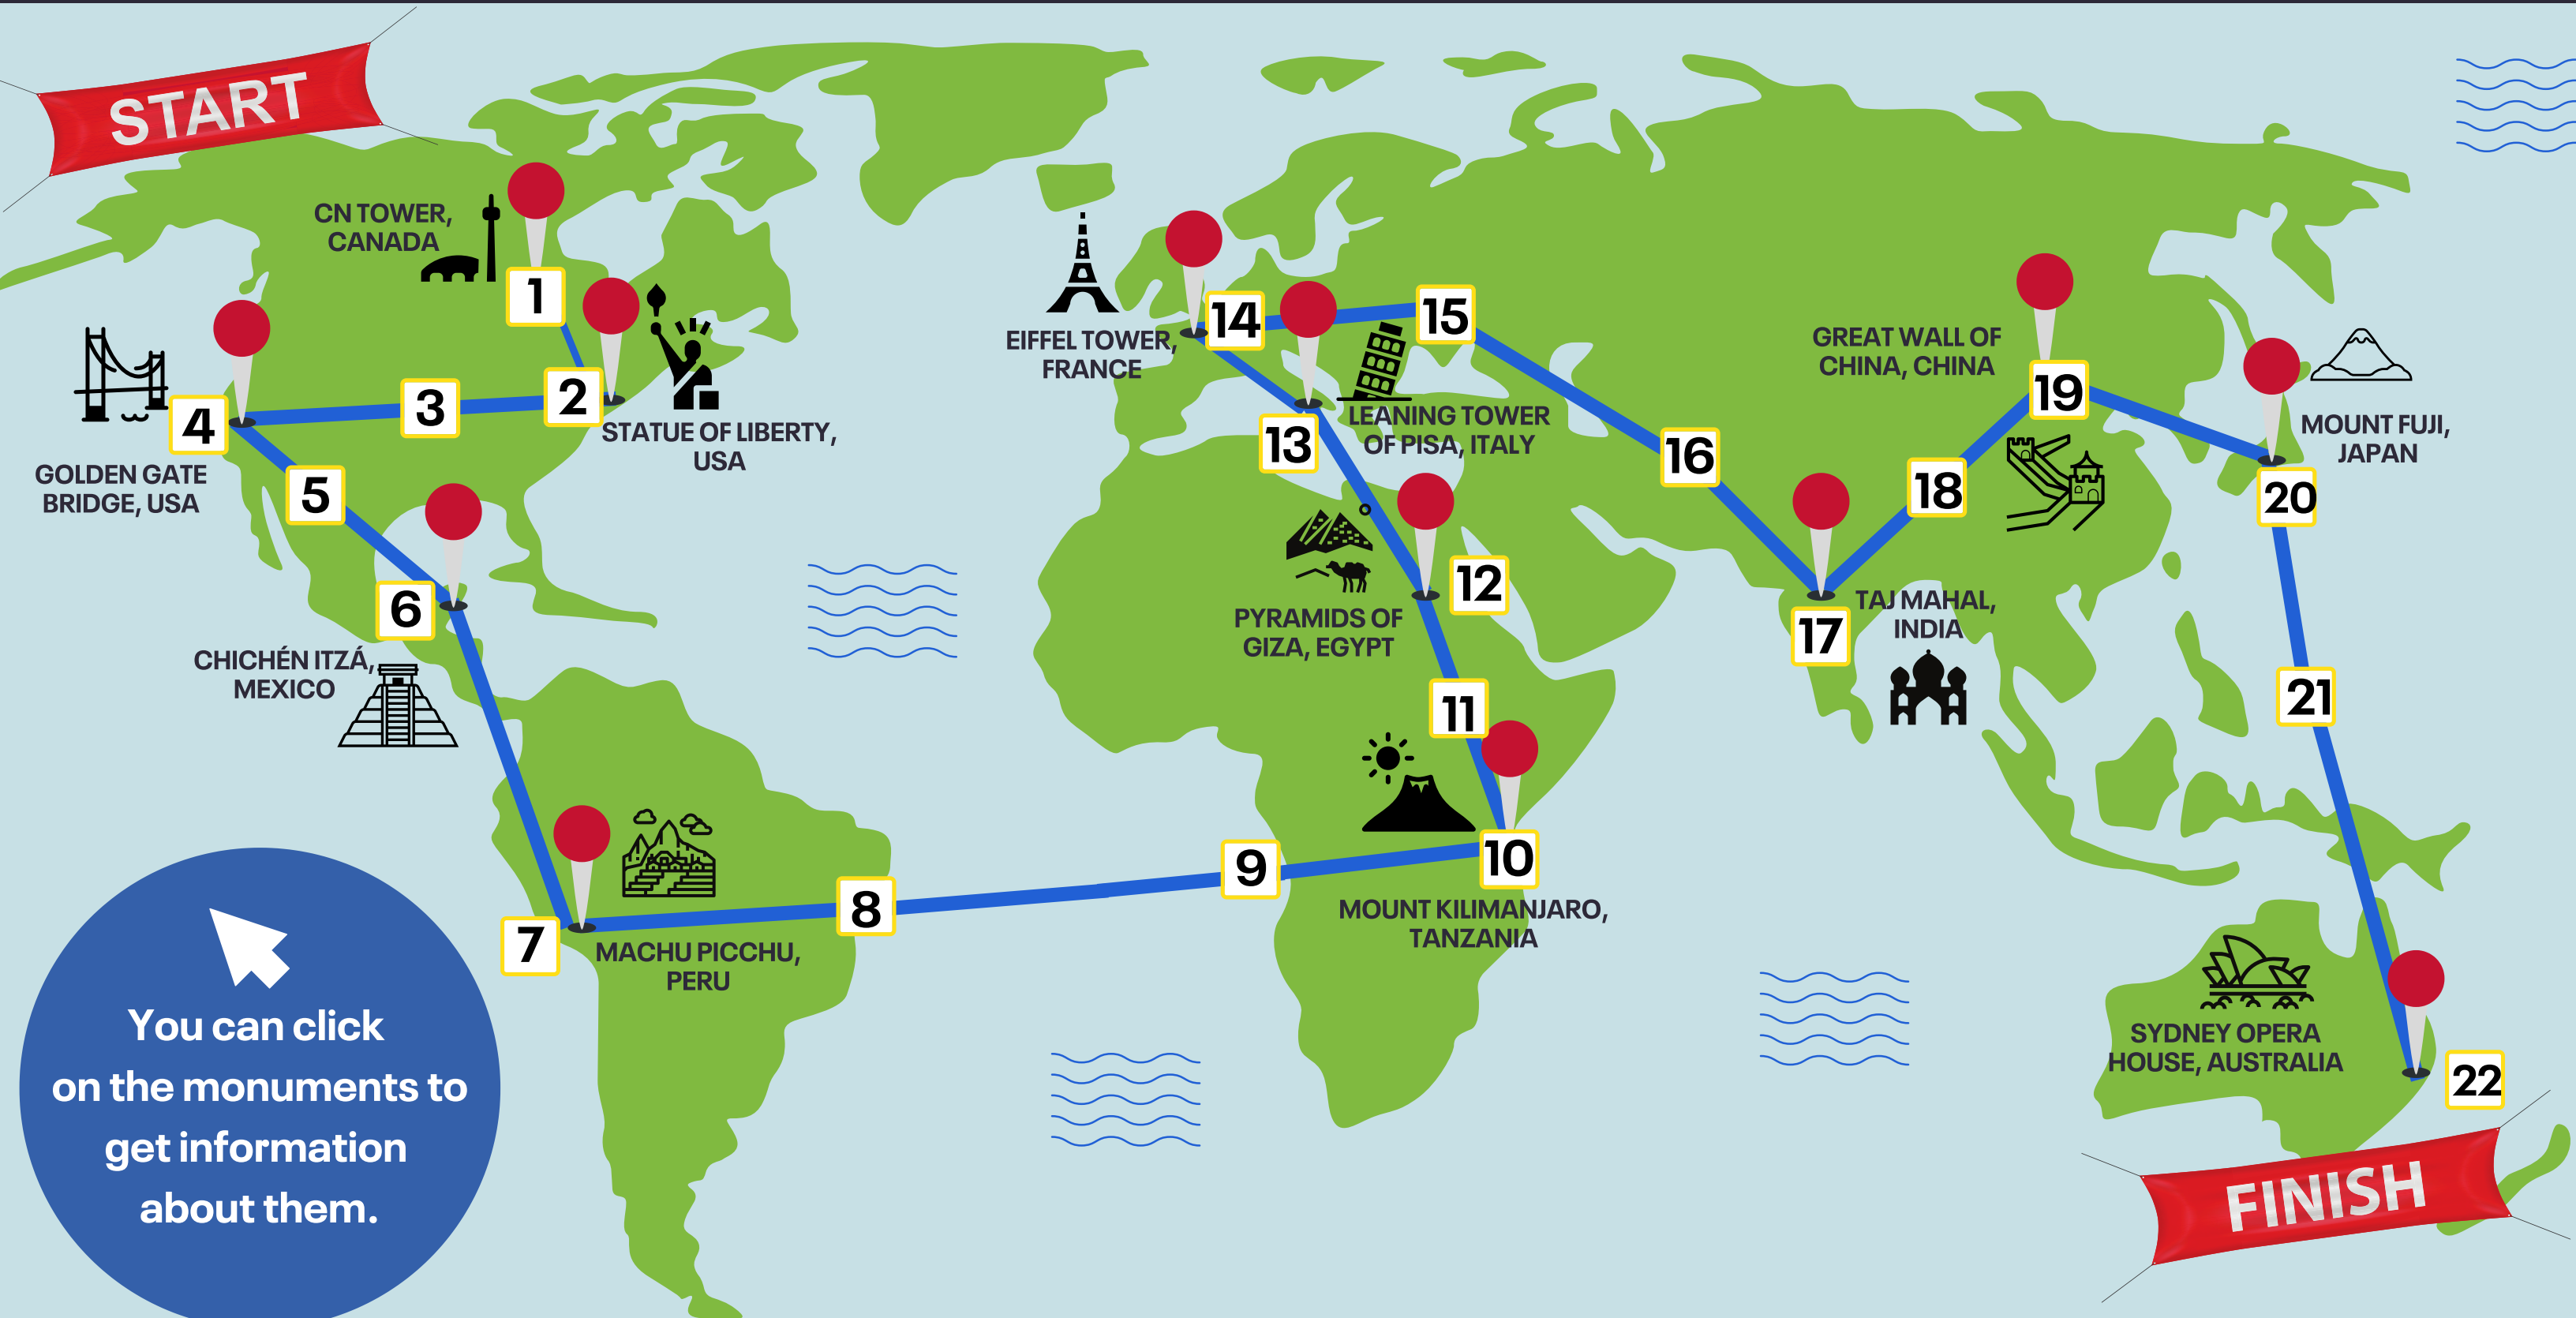 START
CN TOWER,
CANADA
1
2
STATUE OF LIBERTY,
USA
3
4
GOLDEN GATE
BRIDGE, USA
5
6
CHICHÉN ITZÁ,
MEXICO
7
MACHU PICCHU,
PERU
8
9
10
MOUNT KILIMANJARO,
TANZANIA
11
12
PYRAMIDS OF
GIZA, EGYPT
13
LEANING TOWER
OF PISA, ITALY
14
EIFFEL TOWER,
FRANCE
15
16
17
TAJ MAHAL,
INDIA
18
19
GREAT WALL OF
CHINA, CHINA
20
MOUNT FUJI,
JAPAN
21
22
SYDNEY OPERA
HOUSE, AUSTRALIA
FINISH
You can click
on the monuments to
get information
about them.